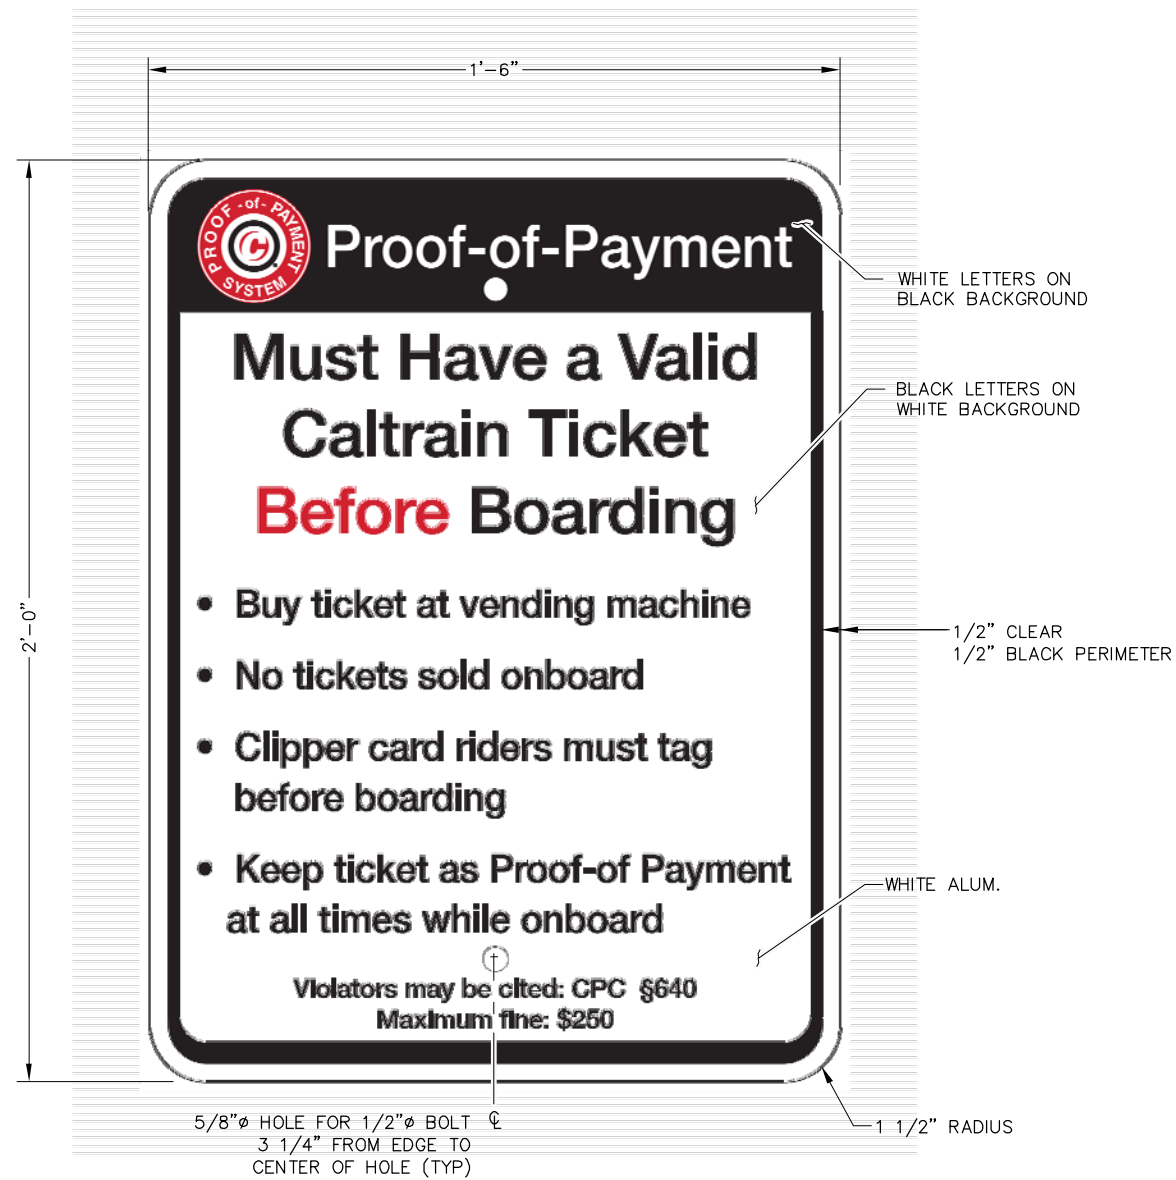 1'-6"
PROOF -of- PAYMENT
SYSTEM
C
Proof-of-Payment
WHITE LETTERS ON
BLACK BACKGROUND
Must Have a Valid
Caltrain Ticket
Before Boarding
BLACK LETTERS ON
WHITE BACKGROUND
2'-0"
• Buy ticket at vending machine
1/2" CLEAR
1/2" BLACK PERIMETER
• No tickets sold onboard
• Clipper card riders must tag
before boarding
• Keep ticket as Proof-of Payment
at all times while onboard
WHITE ALUM.
Violators may be cited: CPC §640
Maximum fine: $250
5/8"ø HOLE FOR 1/2"ø BOLT ℄
3 1/4" FROM EDGE TO
CENTER OF HOLE (TYP)
1 1/2" RADIUS